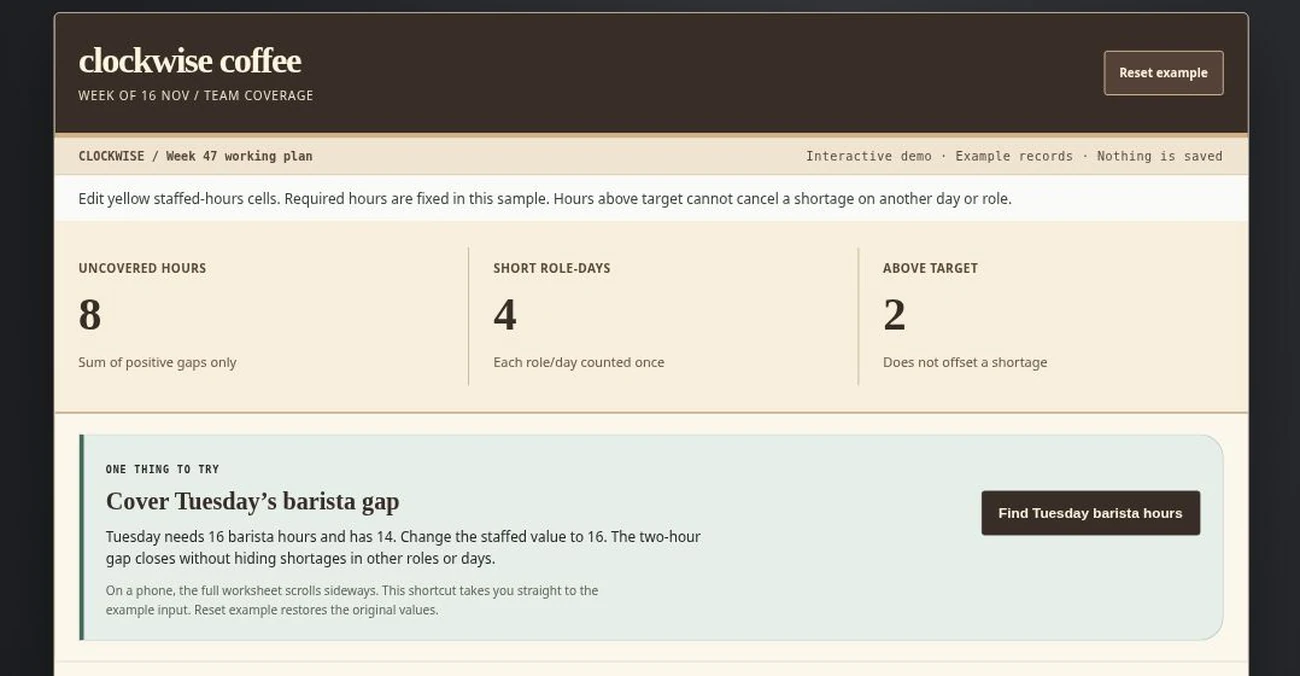 clockwise coffee
WEEK OF 16 NOV / TEAM COVERAGE
Reset example
CLOCKWISE / Week 47 working plan
Interactive demo · Example records · Nothing is saved
Edit yellow staffed-hours cells. Required hours are fixed in this sample. Hours above target cannot cancel a shortage on another day or role.
UNCOVERED HOURS
8
Sum of positive gaps only
SHORT ROLE-DAYS
4
Each role/day counted once
ABOVE TARGET
2
Does not offset a shortage
ONE THING TO TRY
Cover Tuesday’s barista gap
Tuesday needs 16 barista hours and has 14. Change the staffed value to 16. The two-hour
gap closes without hiding shortages in other roles or days.
On a phone, the full worksheet scrolls sideways. This shortcut takes you straight to the
example input. Reset example restores the original values.
Find Tuesday barista hours